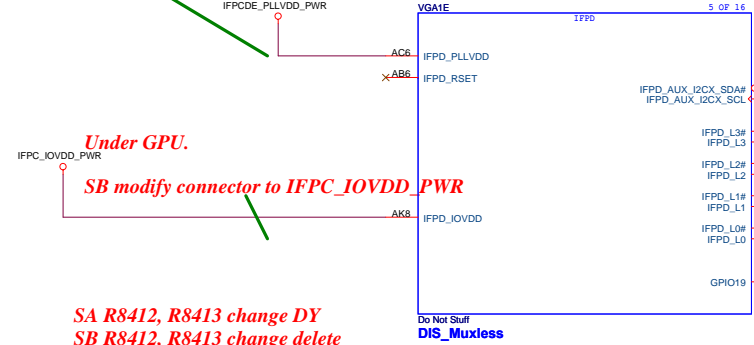 IFPCDE_PLLVDD_PWR
VGA1E
5 OF 16
IFPD
AC6
IFPD_PLLVDD
AB6
IFPD_RSET
IFPD_AUX_I2CX_SDA#
IFPD_AUX_I2CX_SCL
Under GPU.
IFPD_L3#
IFPD_L3
IFPC_IOVDD_PWR
IFPD_L2#
IFPD_L2
SB modify connector to IFPC_IOVDD_PWR
IFPD_L1#
IFPD_L1
AK8
IFPD_IOVDD
IFPD_L0#
IFPD_L0
GPIO19
SA R8412, R8413 change DY
Do Not Stuff
SB R8412, R8413 change delete
DIS_Muxless